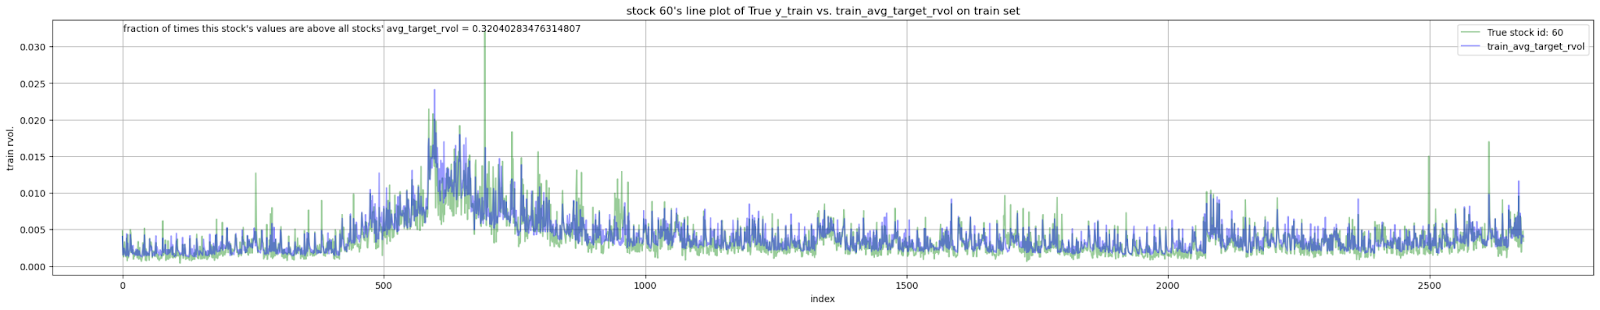 stock 60's line plot of True y_train vs. train_avg_target_rvol on train set
fraction of times this stock's values are above all stocks' avg_target_rvol = 0.32040283476314807
True stock id: 60
train_avg_target_rvol
train rvol.
0.030
0.025
0.020
0.015
0.010
0.005
0.000
0 500 1000 1500 2000 2500
index